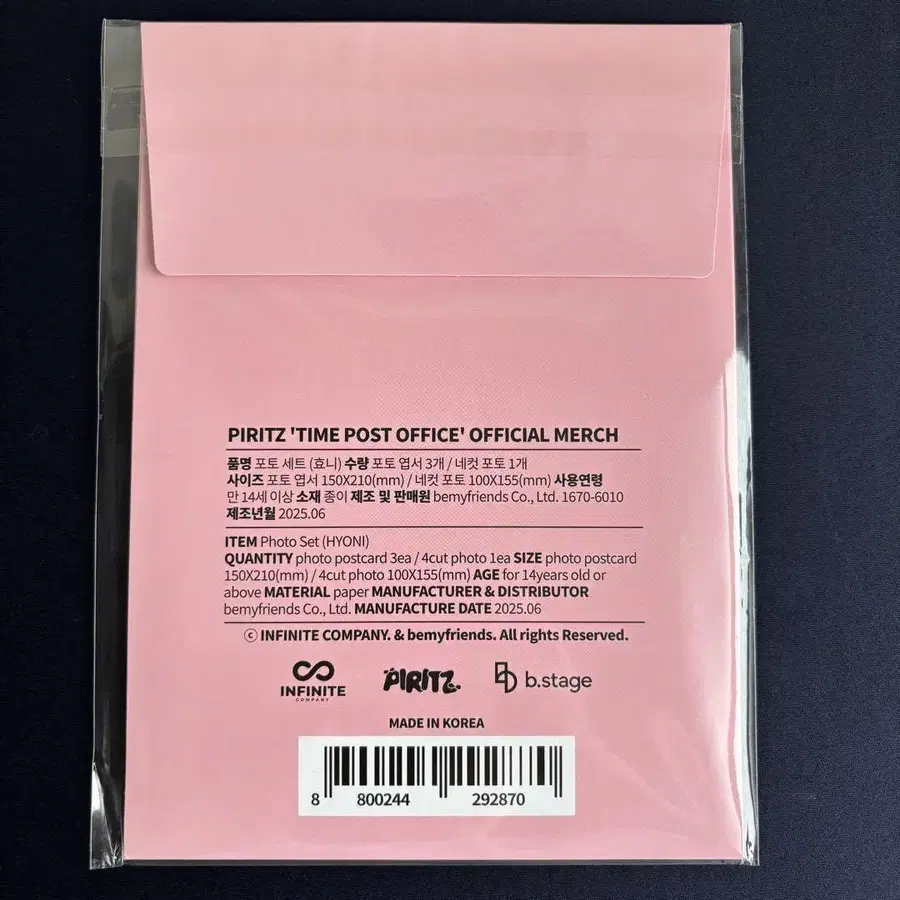 PIRITZ 'TIME POST OFFICE' OFFICIAL MERCH
품명 포토 세트 (효니) 수량 포토 엽서 3개 / 네컷 포토 1개
사이즈 포토 엽서 150X210(mm) / 네컷 포토 100X155(mm) 사용연령
만 14세 이상 소재 종이 제조 및 판매원 bemyfriends Co., Ltd. 1670-6010
제조년월 2025.06
ITEM Photo Set (HYONI)
QUANTITY photo postcard 3ea / 4cut photo 1ea SIZE photo postcard
150X210(mm) / 4cut photo 100X155(mm) AGE for 14years old or
above MATERIAL paper MANUFACTURER & DISTRIBUTOR
bemyfriends Co., Ltd. MANUFACTURE DATE 2025.06
ⓒ INFINITE COMPANY. & bemyfriends. All rights Reserved.
INFINITE
COMPANY
PIRITZ
b.stage
MADE IN KOREA
8 800244 292870